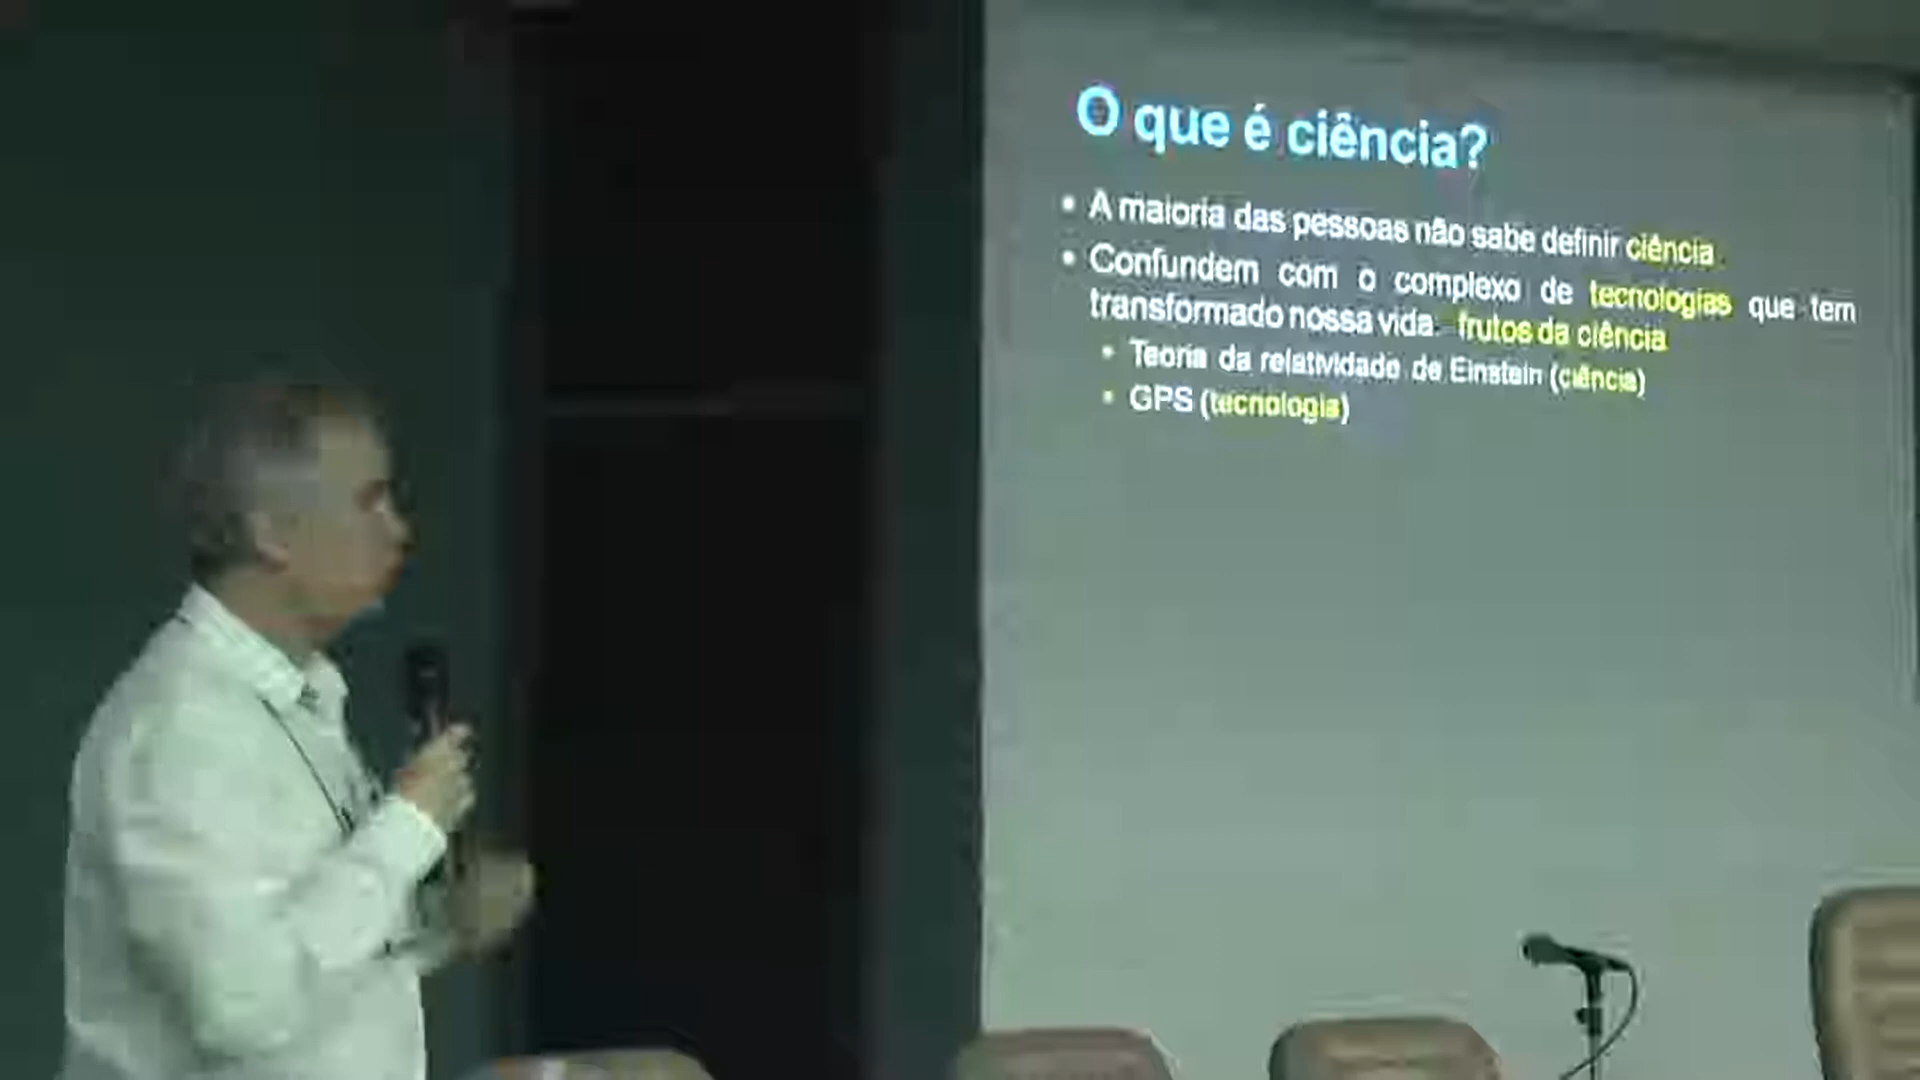 O que é ciência?
• A maioria das pessoas não sabe definir ciência.
• Confundem com o complexo de tecnologias que tem
transformado nossa vida: frutos da ciência
• Teoria da relatividade de Einstein (ciência)
• GPS (tecnologia)